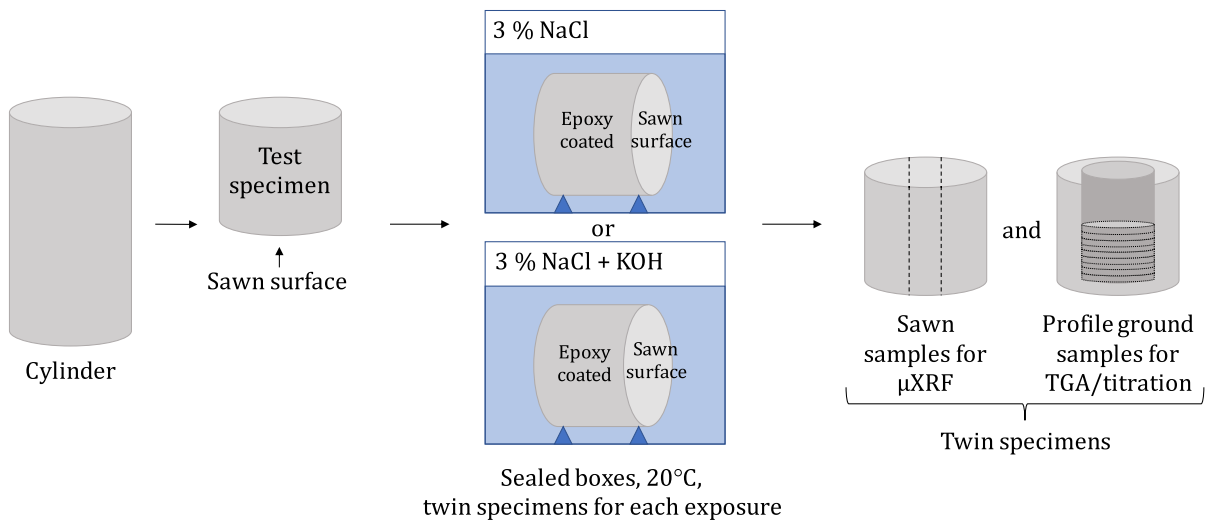 Cylinder
Test
specimen
Sawn surface
3 % NaCl
Epoxy
coated
Sawn
surface
or
3 % NaCl + KOH
Epoxy
coated
Sawn
surface
Sealed boxes, 20°C,
twin specimens for each exposure
and
Sawn
samples for
μXRF
Profile ground
samples for
TGA/titration
Twin specimens